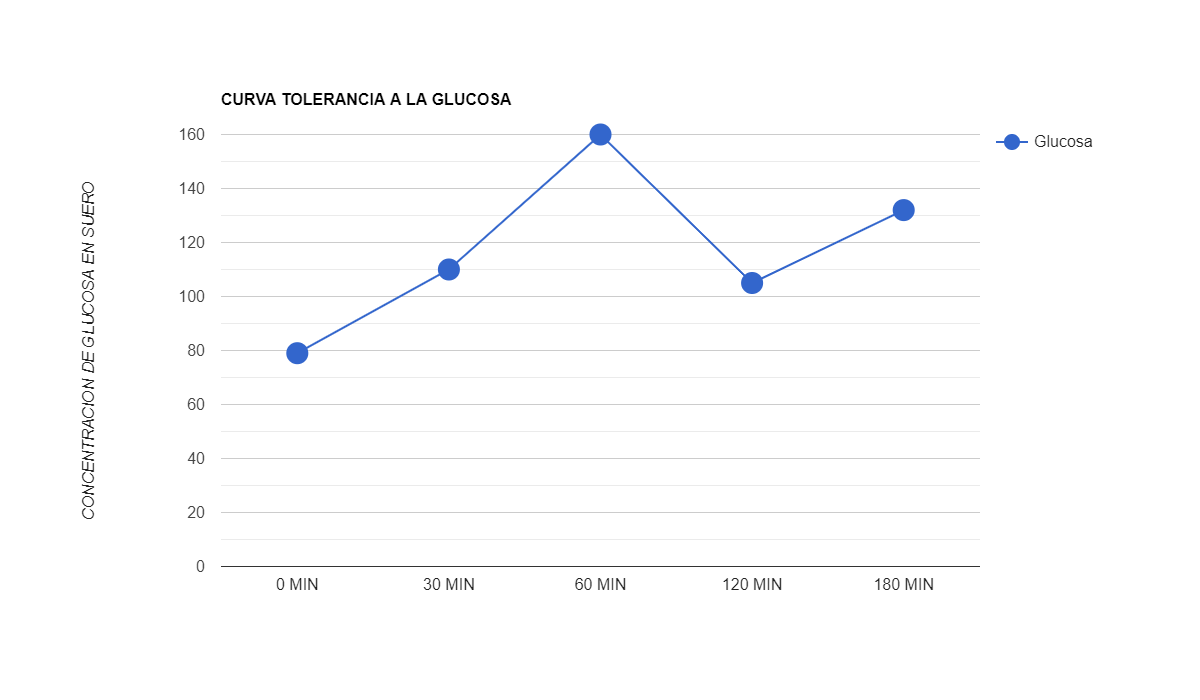 CURVA TOLERANCIA A LA GLUCOSA
CONCENTRACION DE GLUCOSA EN SUERO
160
140
120
100
80
60
40
20
0
0 MIN
30 MIN
60 MIN
120 MIN
180 MIN
Glucosa